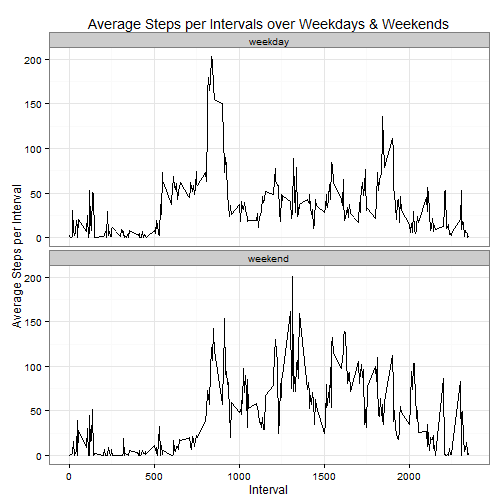 Average Steps per Intervals over Weekdays & Weekends
weekday
200
150
100
50
0
weekend
200
150
100
50
0
Average Steps per Interval
0 500 1000 1500 2000
Interval